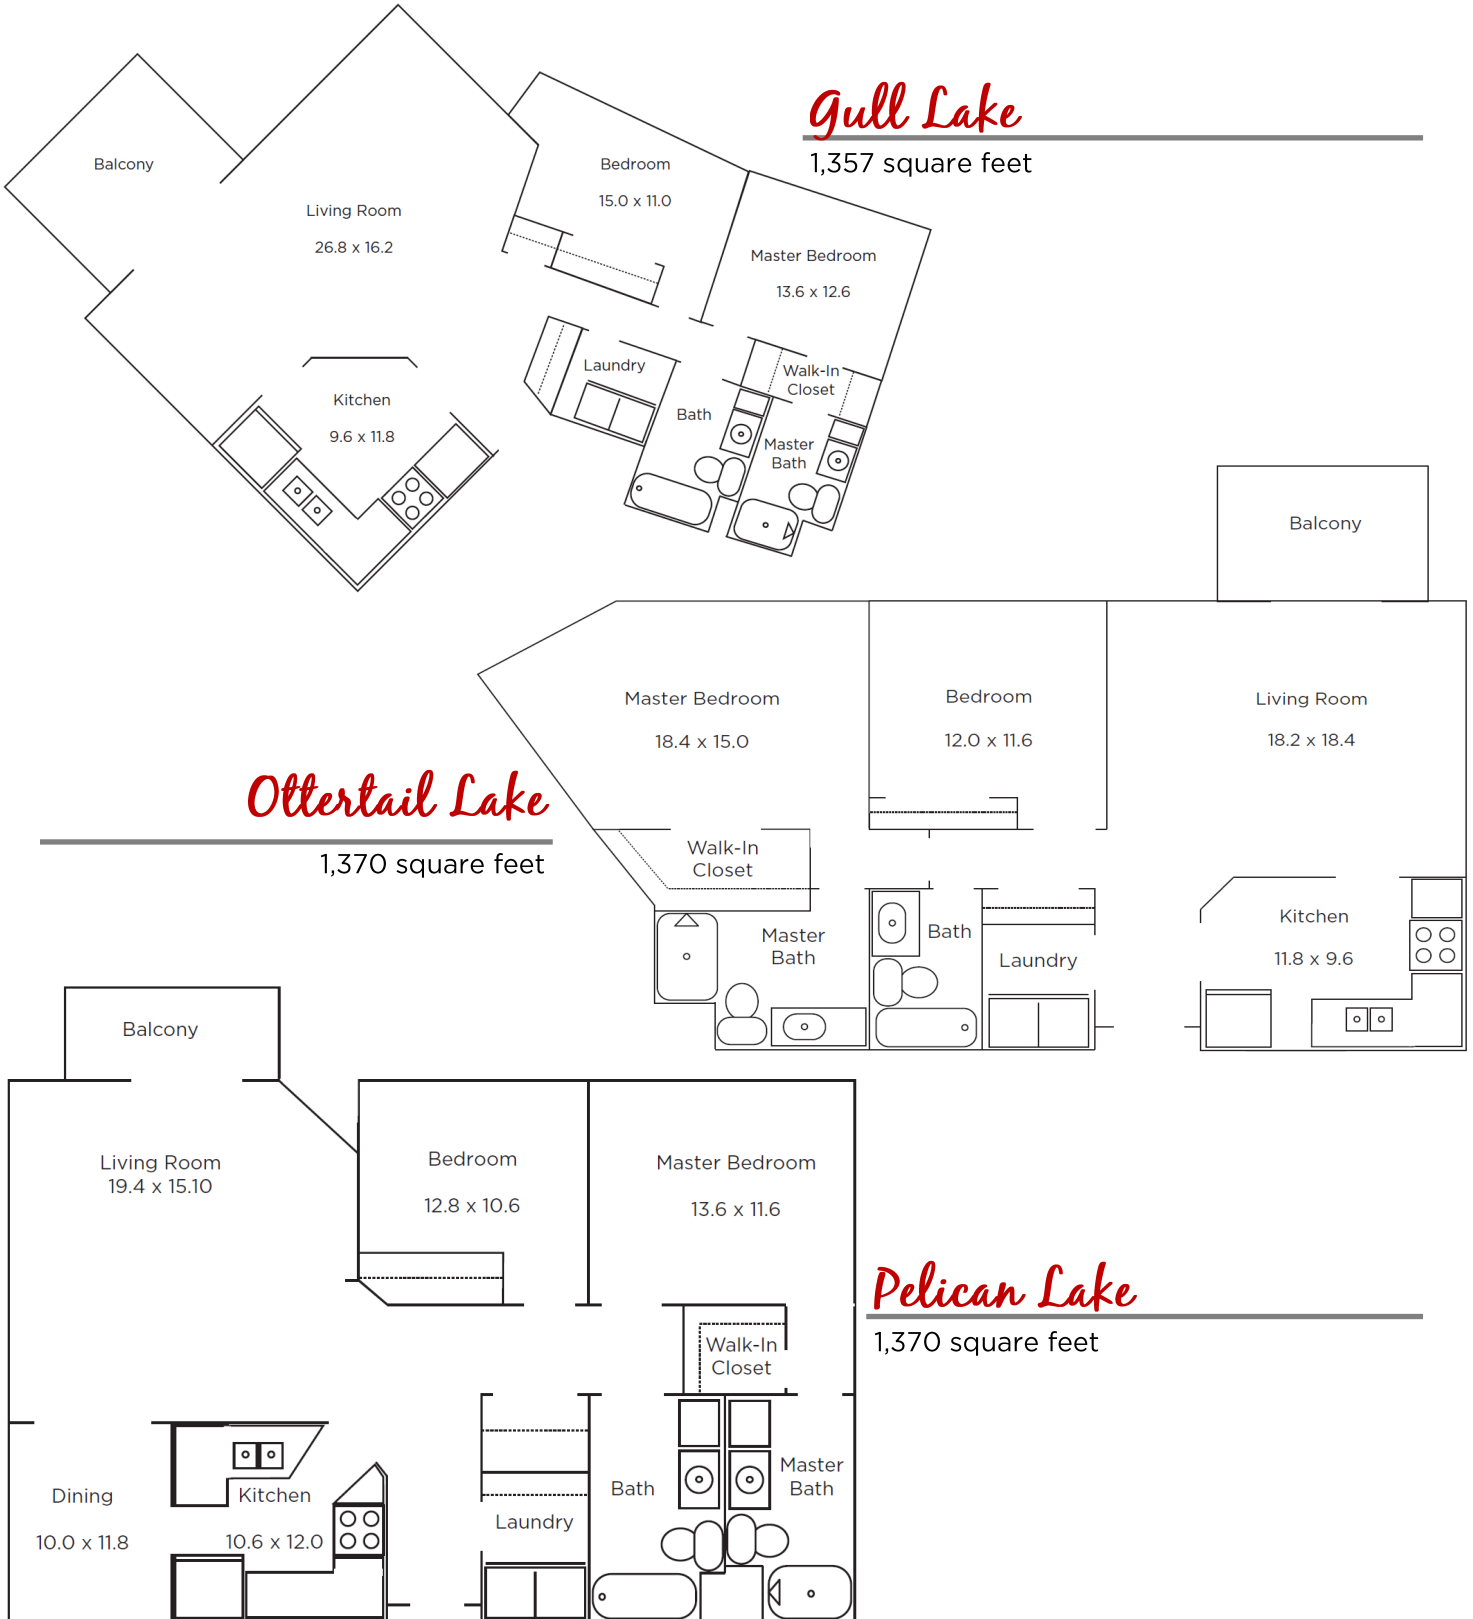 Gull Lake
1,357 square feet
Balcony
Living Room
26.8 x 16.2
Bedroom
15.0 x 11.0
Master Bedroom
13.6 x 12.6
Kitchen
9.6 x 11.8
Laundry
Bath
Walk-In
Closet
Master
Bath
Ottertail Lake
1,370 square feet
Balcony
Master Bedroom
18.4 x 15.0
Bedroom
12.0 x 11.6
Living Room
18.2 x 18.4
Walk-In
Closet
Master
Bath
Bath
Laundry
Kitchen
11.8 x 9.6
Pelican Lake
1,370 square feet
Balcony
Living Room
19.4 x 15.10
Bedroom
12.8 x 10.6
Master Bedroom
13.6 x 11.6
Walk-In
Closet
Dining
10.0 x 11.8
Kitchen
10.6 x 12.0
Laundry
Bath
Master
Bath